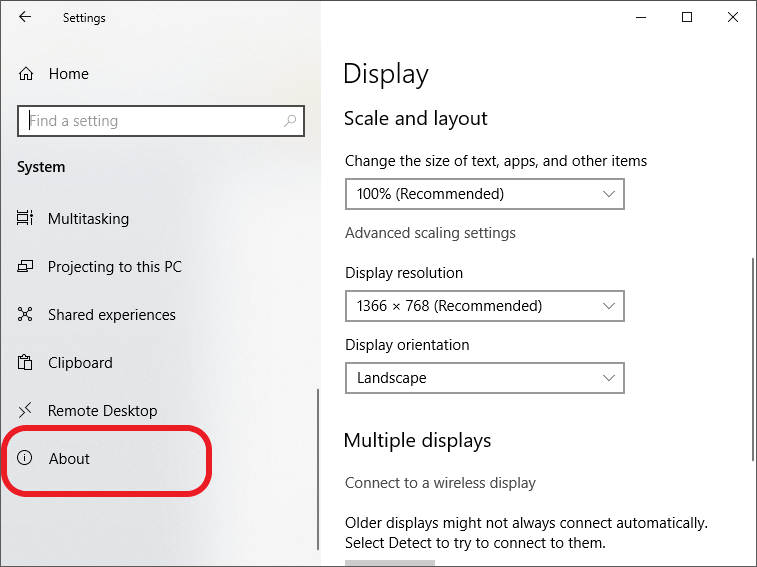 Settings
Home
Find a setting
System
Multitasking
Projecting to this PC
Shared experiences
Clipboard
Remote Desktop
About
Display
Scale and layout
Change the size of text, apps, and other items
100% (Recommended)
Advanced scaling settings
Display resolution
1366 × 768 (Recommended)
Display orientation
Landscape
Multiple displays
Connect to a wireless display
Older displays might not always connect automatically.
Select Detect to try to connect to them.